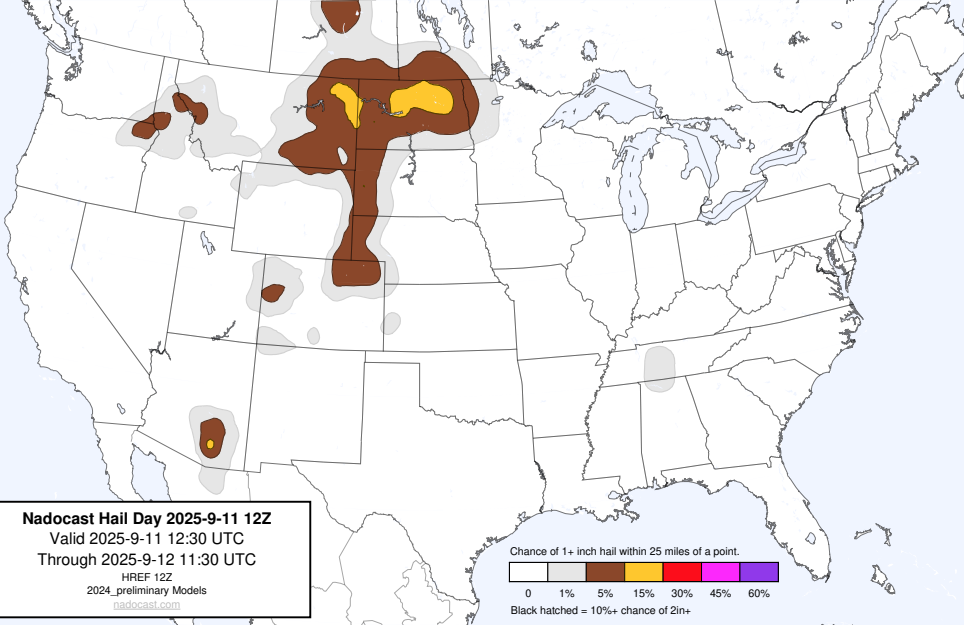 Nadocast Hail Day 2025-9-11 12Z
Valid 2025-9-11 12:30 UTC
Through 2025-9-12 11:30 UTC
HREF 12Z
2024_preliminary Models
nadocast.com
Chance of 1+ inch hail within 25 miles of a point.
0 1% 5% 15% 30% 45% 60%
Black hatched = 10%+ chance of 2in+